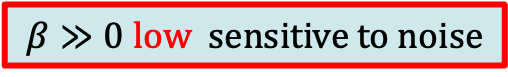 β ≫ 0 low sensitive to noise